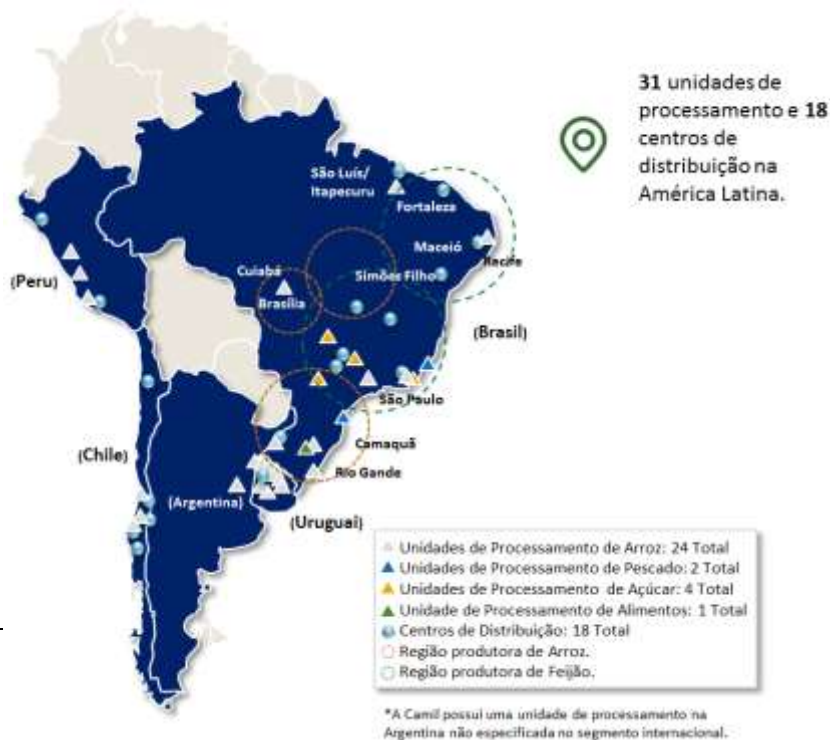 31 unidades de
processamento e 18
centros de
distribuição na
América Latina.
São Luís/
Itapecuru
Fortaleza
Maceió
Recife
Cuiabá
Simões Filho
Brasília
(Peru)
(Brasil)
São Paulo
Camaquã
(Chile)
Rio Gande
(Argentina)
(Uruguai)
Unidades de Processamento de Arroz: 24 Total
Unidades de Processamento de Pescado: 2 Total
Unidades de Processamento de Açúcar: 4 Total
Unidade de Processamento de Alimentos: 1 Total
Centros de Distribuição: 18 Total
Região produtora de Arroz.
Região produtora de Feijão.
*A Camil possui uma unidade de processamento na
Argentina não especificada no segmento internacional.